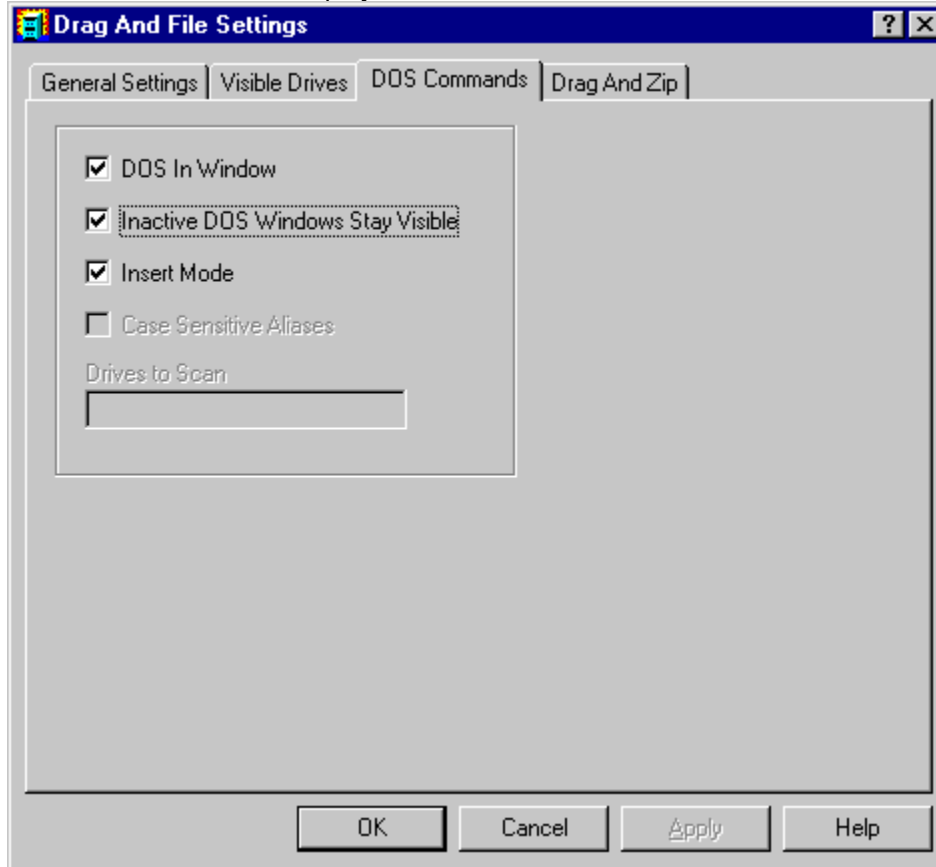 Drag And File Settings
General Settings Visible Drives DOS Commands Drag And Zip
DOS In Window
Inactive DOS Windows Stay Visible
Insert Mode
Case Sensitive Aliases
Drives to Scan
OK Cancel Apply Help